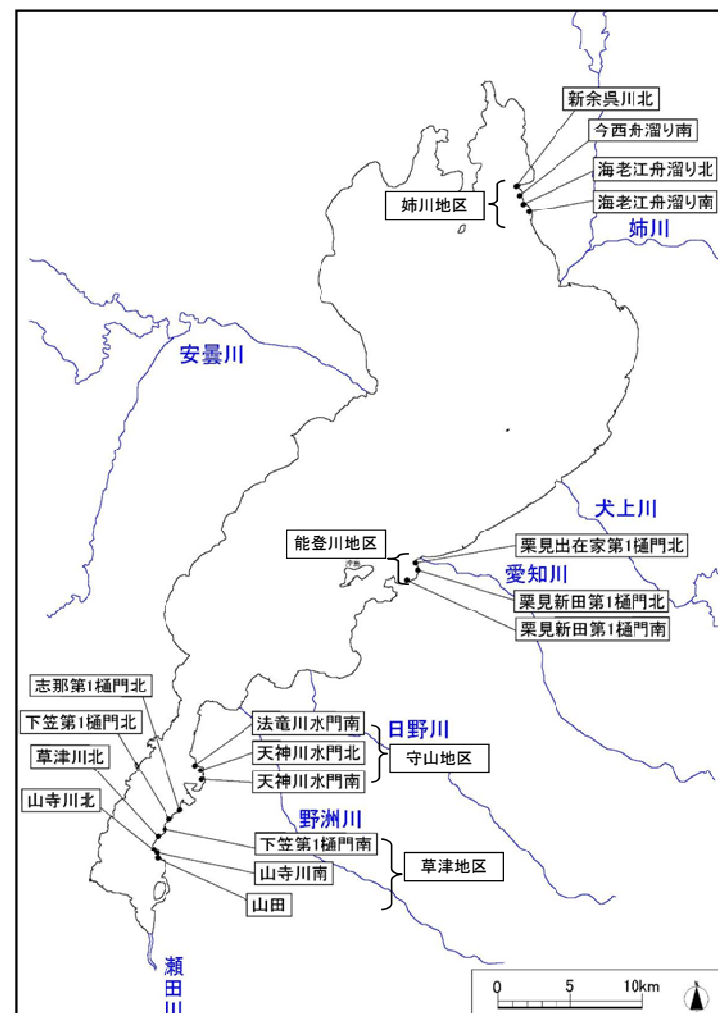 新余呉川北
今西舟溜り南
海老江舟溜り北
海老江舟溜り南
姉川地区
姉川
安曇川
犬上川
能登川地区
栗見出在家第1樋門北
愛知川
栗見新田第1樋門北
栗見新田第1樋門南
志那第1樋門北
下笠第1樋門北
草津川北
山寺川北
法竜川水門南
天神川水門北
天神川水門南
日野川
守山地区
野洲川
下笠第1樋門南
山寺川南
山田
草津地区
瀬田川
0 5 10km